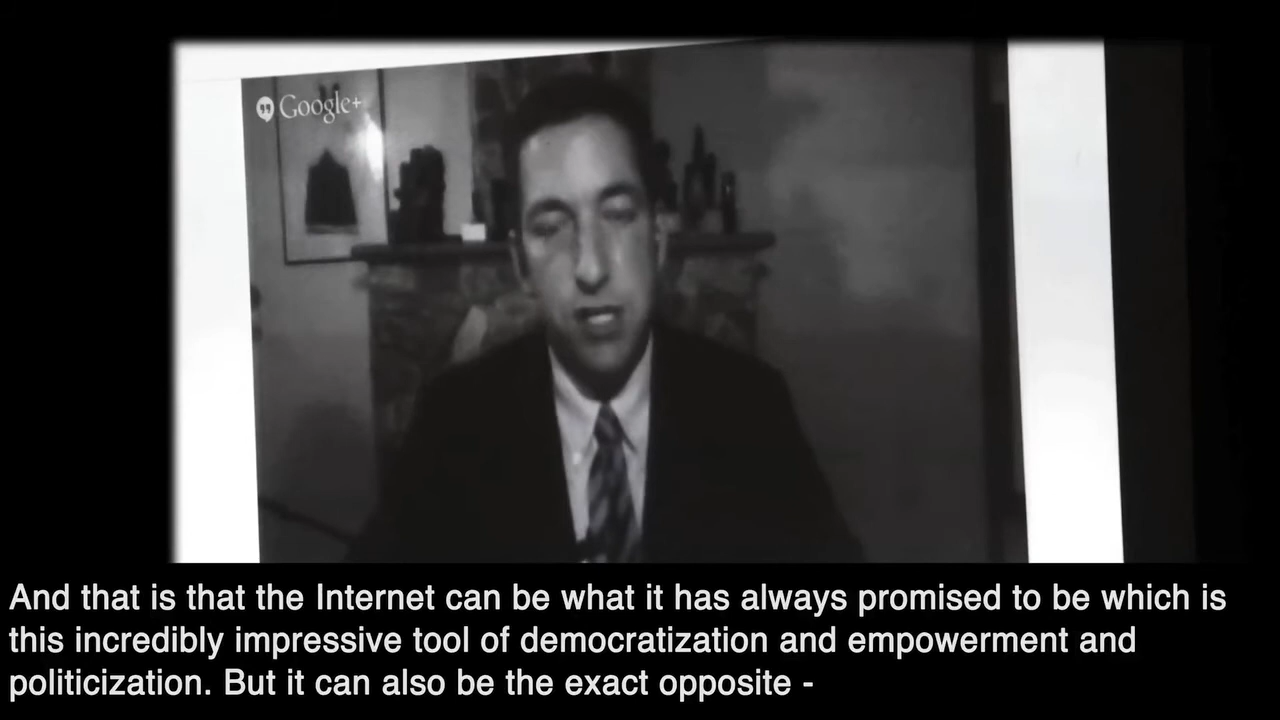 Google+
And that is that the Internet can be what it has always promised to be which is
this incredibly impressive tool of democratization and empowerment and
politicization. But it can also be the exact opposite -